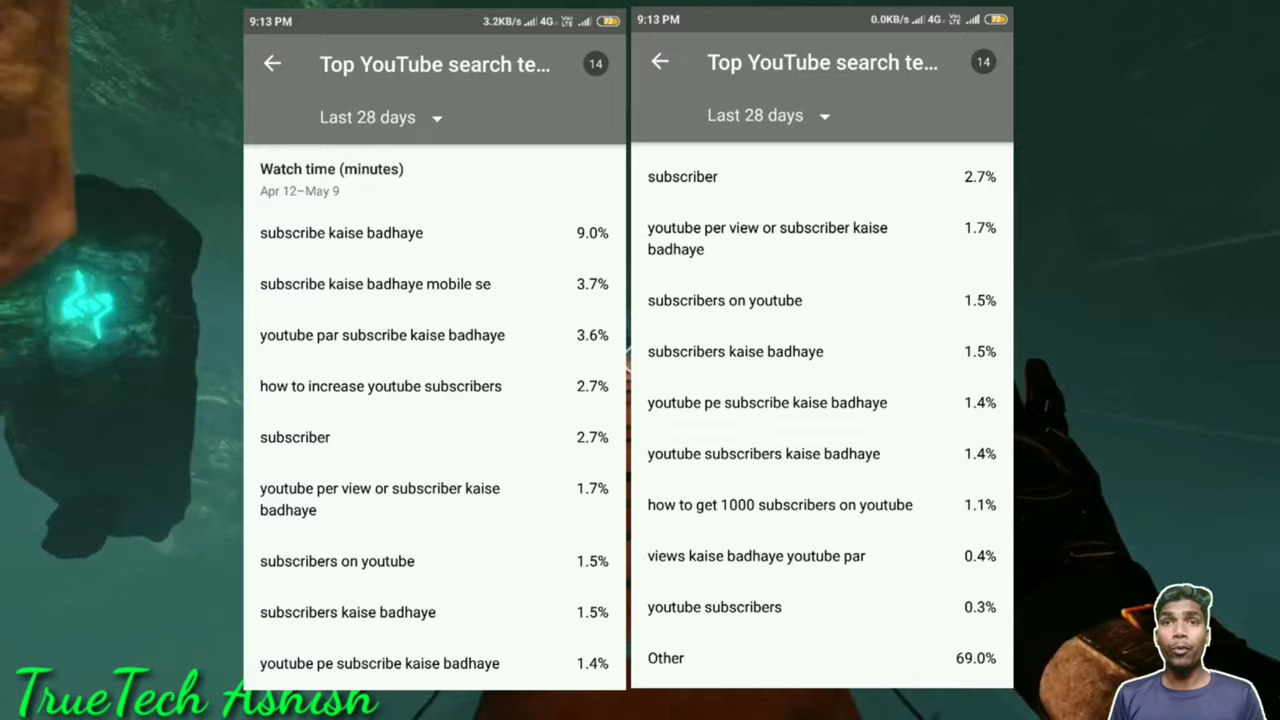 9:13 PM
3.2KB/s 4G VoLTE 72
Top YouTube search te...
14
Last 28 days
Watch time (minutes)
Apr 12–May 9
subscribe kaise badhaye 9.0%
subscribe kaise badhaye mobile se 3.7%
youtube par subscribe kaise badhaye 3.6%
how to increase youtube subscribers 2.7%
subscriber 2.7%
youtube per view or subscriber kaise 1.7%
badhaye
subscribers on youtube 1.5%
subscribers kaise badhaye 1.5%
youtube pe subscribe kaise badhaye 1.4%
9:13 PM
0.0KB/s 4G VoLTE 72
Top YouTube search te...
14
Last 28 days
subscriber 2.7%
youtube per view or subscriber kaise 1.7%
badhaye
subscribers on youtube 1.5%
subscribers kaise badhaye 1.5%
youtube pe subscribe kaise badhaye 1.4%
youtube subscribers kaise badhaye 1.4%
how to get 1000 subscribers on youtube 1.1%
views kaise badhaye youtube par 0.4%
youtube subscribers 0.3%
Other 69.0%
TrueTech Ashish